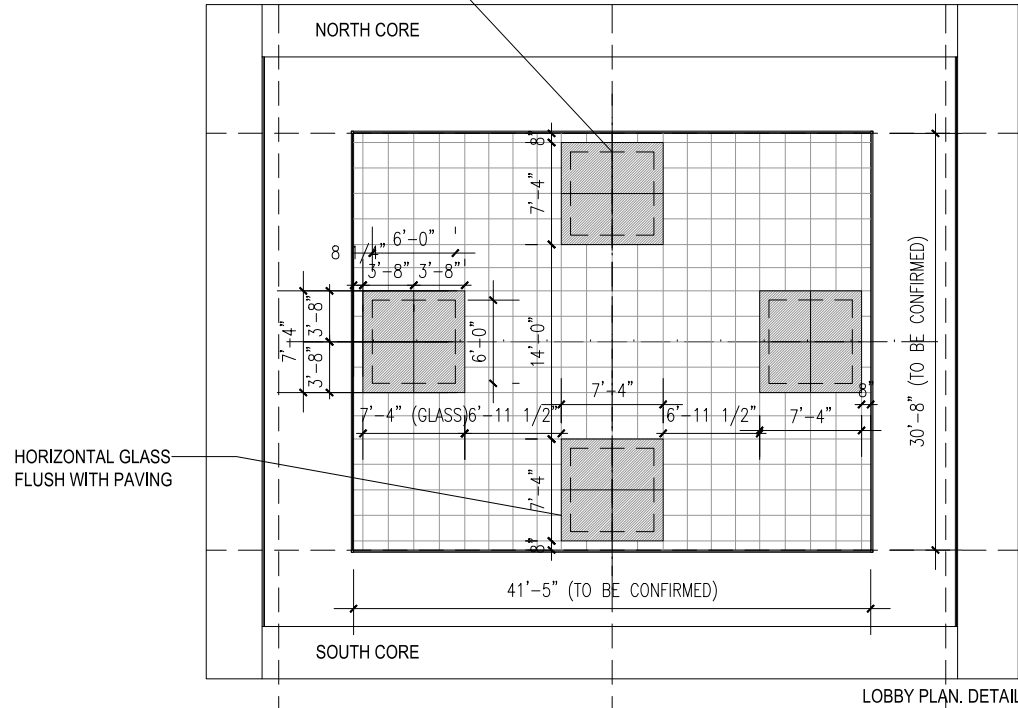 NORTH CORE
8"
7'-4"
8 1/4"
6'-0"
3'-8"
3'-8"
7'-4"
3'-8"
3'-8"
6'-0"
14'-0"
30'-8" (TO BE CONFIRMED)
7'-4"
8"
7'-4" (GLASS)
6'-11 1/2"
6'-11 1/2"
7'-4"
HORIZONTAL GLASS
FLUSH WITH PAVING
7'-4"
8"
41'-5" (TO BE CONFIRMED)
SOUTH CORE
LOBBY PLAN. DETAIL